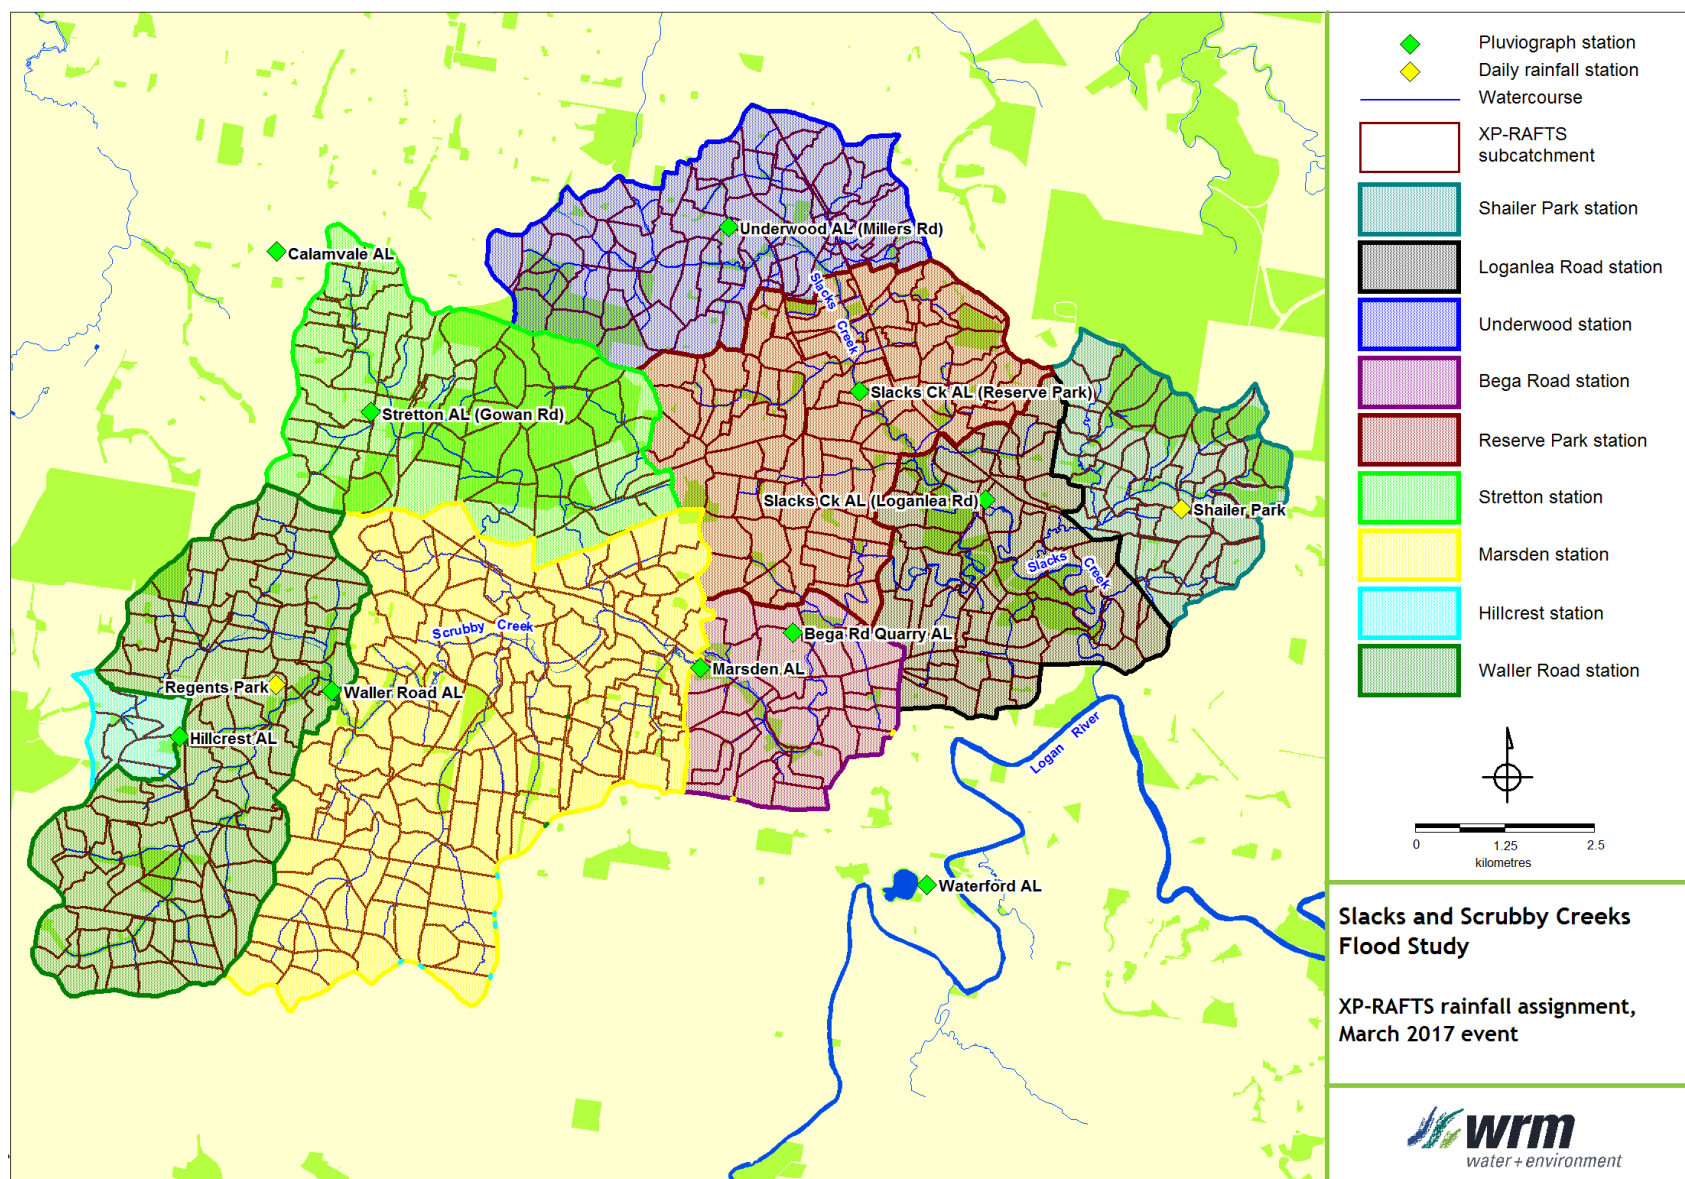 Calamvale AL
Underwood AL (Millers Rd)
Slacks
Creek
Slacks Ck AL (Reserve Park)
Stretton AL (Gowan Rd)
Slacks Ck AL (Loganlea Rd)
Shailer Park
Slacks
Creek
Scrubby Creek
Bega Rd Quarry AL
Marsden AL
Regents Park
Waller Road AL
Hillcrest AL
Logan River
Waterford AL
Pluviograph station
Daily rainfall station
Watercourse
XP-RAFTS
subcatchment
Shailer Park station
Loganlea Road station
Underwood station
Bega Road station
Reserve Park station
Stretton station
Marsden station
Hillcrest station
Waller Road station
0 1.25 2.5
kilometres
Slacks and Scrubby Creeks
Flood Study
XP-RAFTS rainfall assignment,
March 2017 event
wrm
water+environment